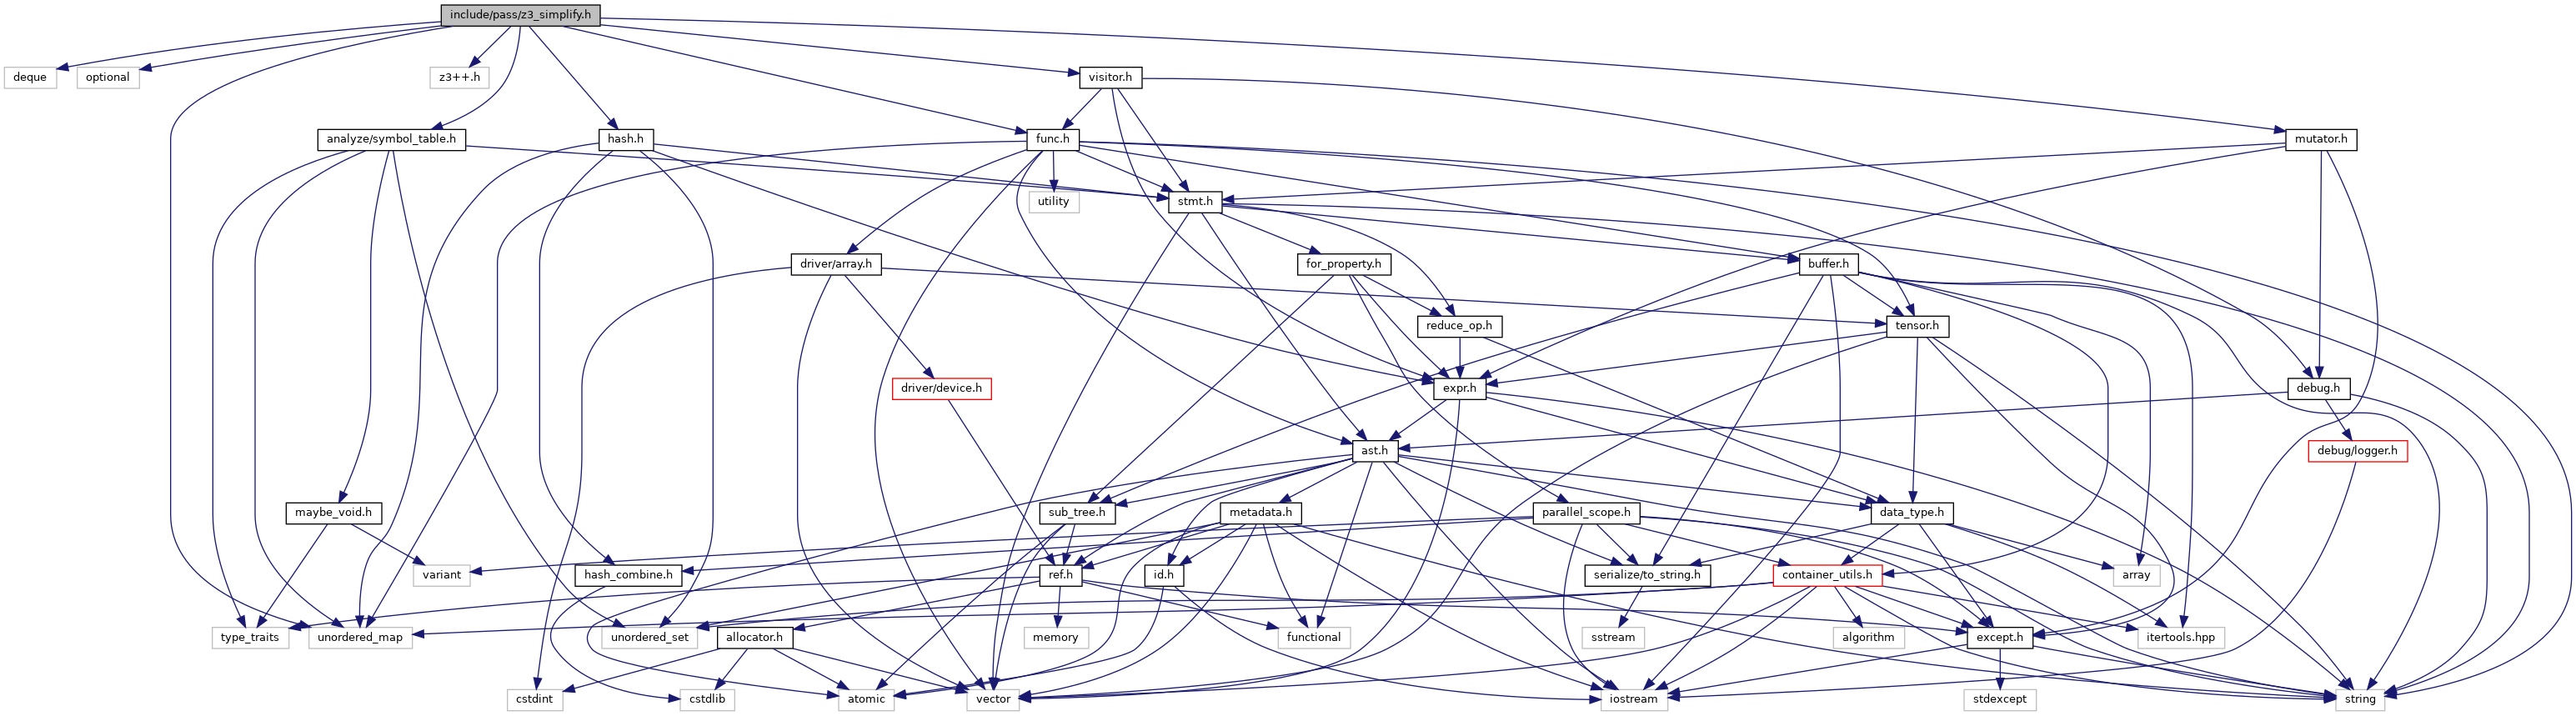 include/pass/z3_simplify.h
deque
optional
z3++.h
visitor.h
analyze/symbol_table.h
hash.h
func.h
mutator.h
utility
stmt.h
driver/array.h
for_property.h
buffer.h
reduce_op.h
tensor.h
driver/device.h
expr.h
debug.h
ast.h
debug/logger.h
maybe_void.h
sub_tree.h
metadata.h
parallel_scope.h
data_type.h
variant
hash_combine.h
ref.h
id.h
serialize/to_string.h
container_utils.h
array
type_traits
unordered_map
unordered_set
allocator.h
memory
functional
sstream
algorithm
except.h
itertools.hpp
cstdint
cstdlib
atomic
vector
iostream
stdexcept
string